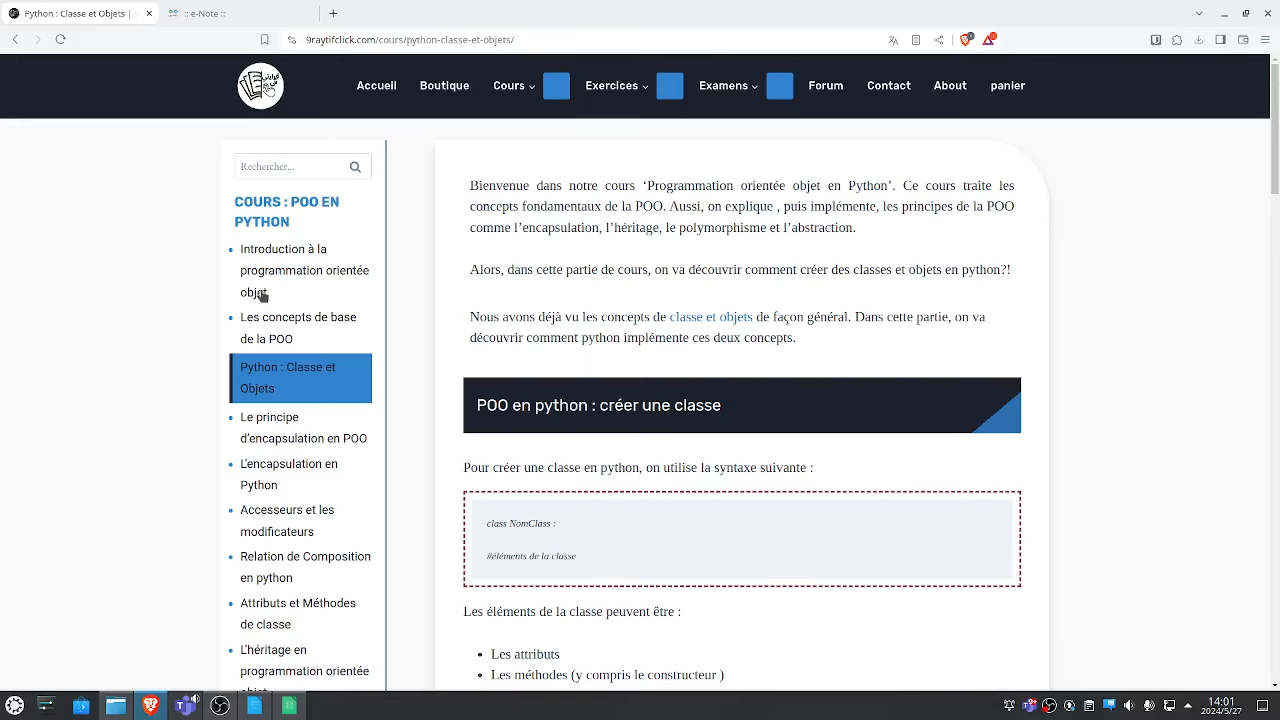 Python : Classe et Objets |
:: e-Note ::
9raytifclick.com/cours/python-classe-et-objets/
Accueil
Boutique
Cours
Exercices
Examens
Forum
Contact
About
panier
Rechercher...
COURS : POO EN
PYTHON
Introduction à la
programmation orientée
objet
Les concepts de base
de la POO
Python : Classe et
Objets
Le principe
d'encapsulation en POO
L'encapsulation en
Python
Accesseurs et les
modificateurs
Relation de Composition
en python
Attributs et Méthodes
de classe
L'héritage en
programmation orientée
Bienvenue dans notre cours ‘Programmation orientée objet en Python’. Ce cours traite les
concepts fondamentaux de la POO. Aussi, on explique , puis implémente, les principes de la POO
comme l’encapsulation, l’héritage, le polymorphisme et l’abstraction.
Alors, dans cette partie de cours, on va découvrir comment créer des classes et objets en python?!
Nous avons déjà vu les concepts de classe et objets de façon général. Dans cette partie, on va
découvrir comment python implémente ces deux concepts.
POO en python : créer une classe
Pour créer une classe en python, on utilise la syntaxe suivante :
class NomClass :
#éléments de la classe
Les éléments de la classe peuvent être :
Les attributs
Les méthodes (y compris le constructeur )
14:01
2024/5/27